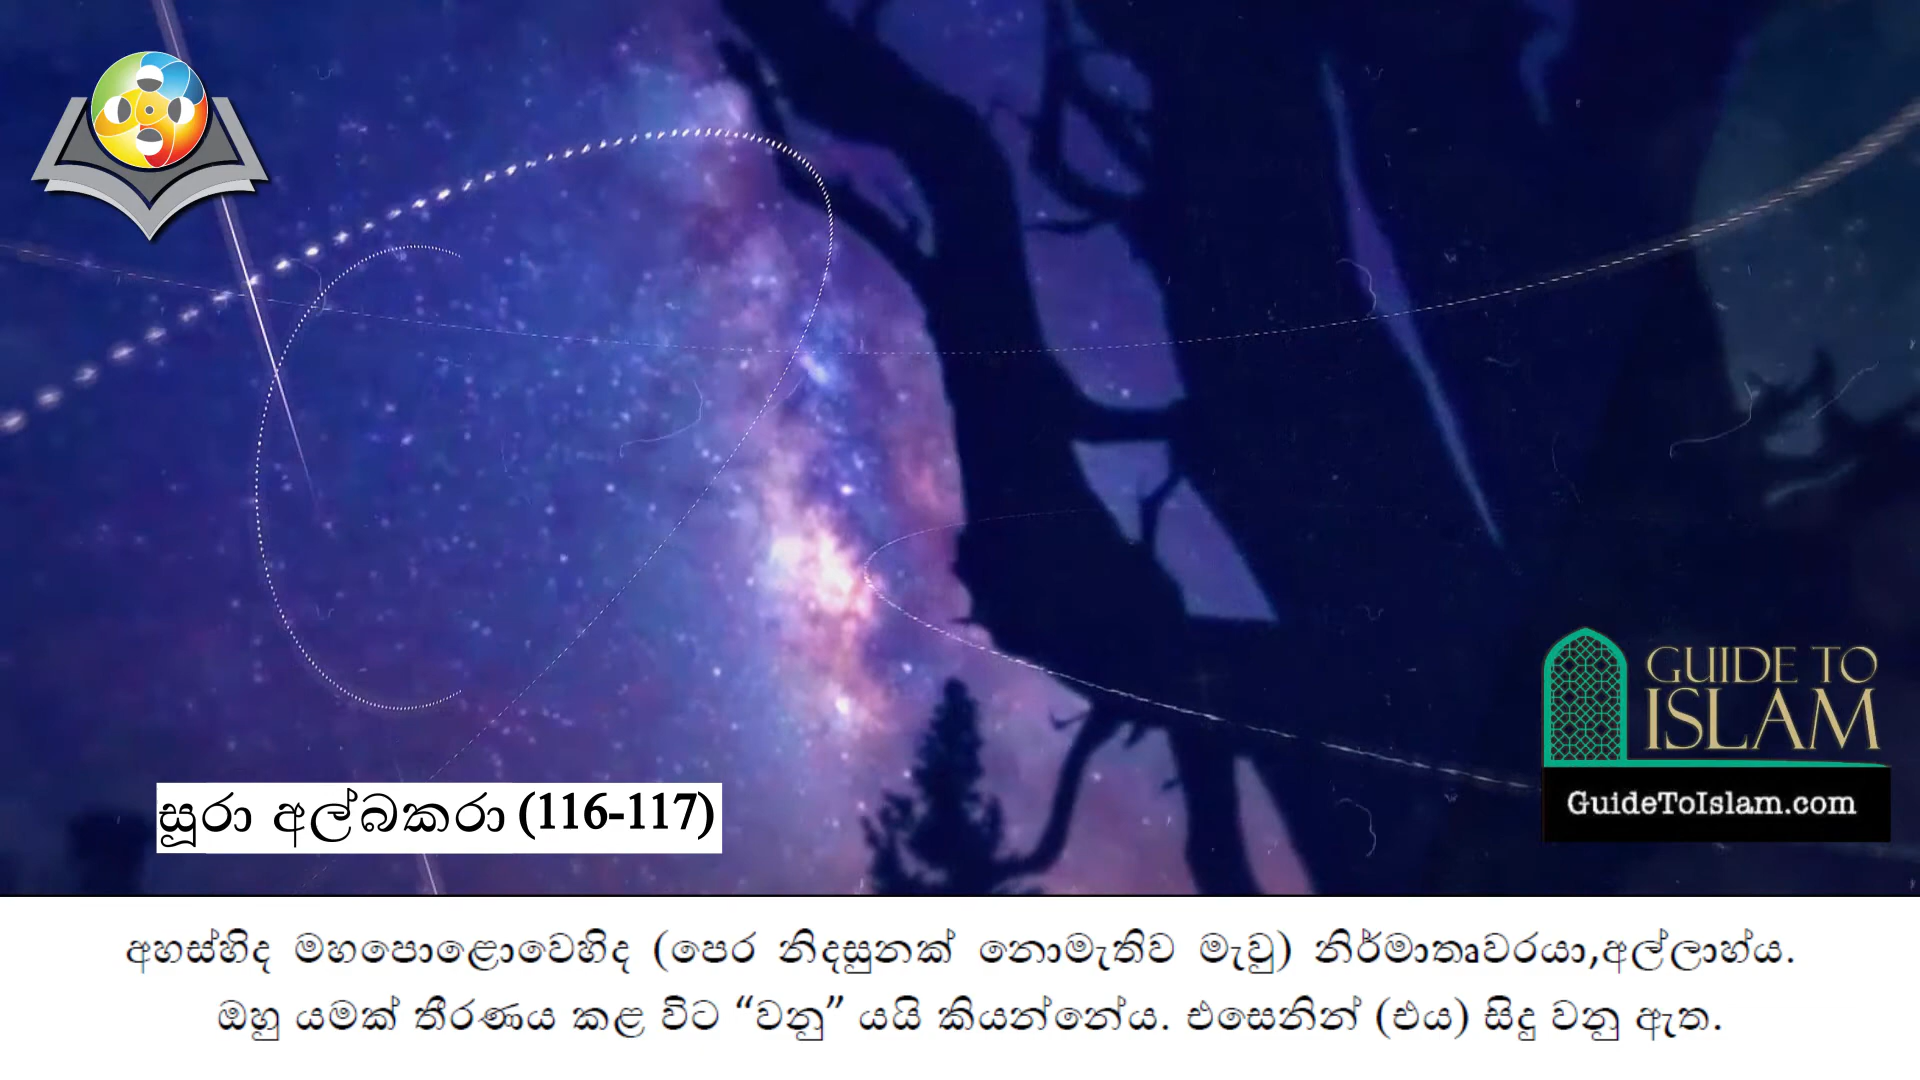 සූරා අල්බකරා (116-117)
GUIDE TO
ISLAM
GuideToIslam.com
අහස්හිද මහපොළොවෙහිද (පෙර නිදසුනක් නොමැතිව මැවු) නිර්මාතෘවරයා,අල්ලාහ්ය.
ඔහු යමක් තීරණය කළ විට “වනු” යයි කියන්නේය. එසෙනින් (එය) සිදු වනු ඇත.